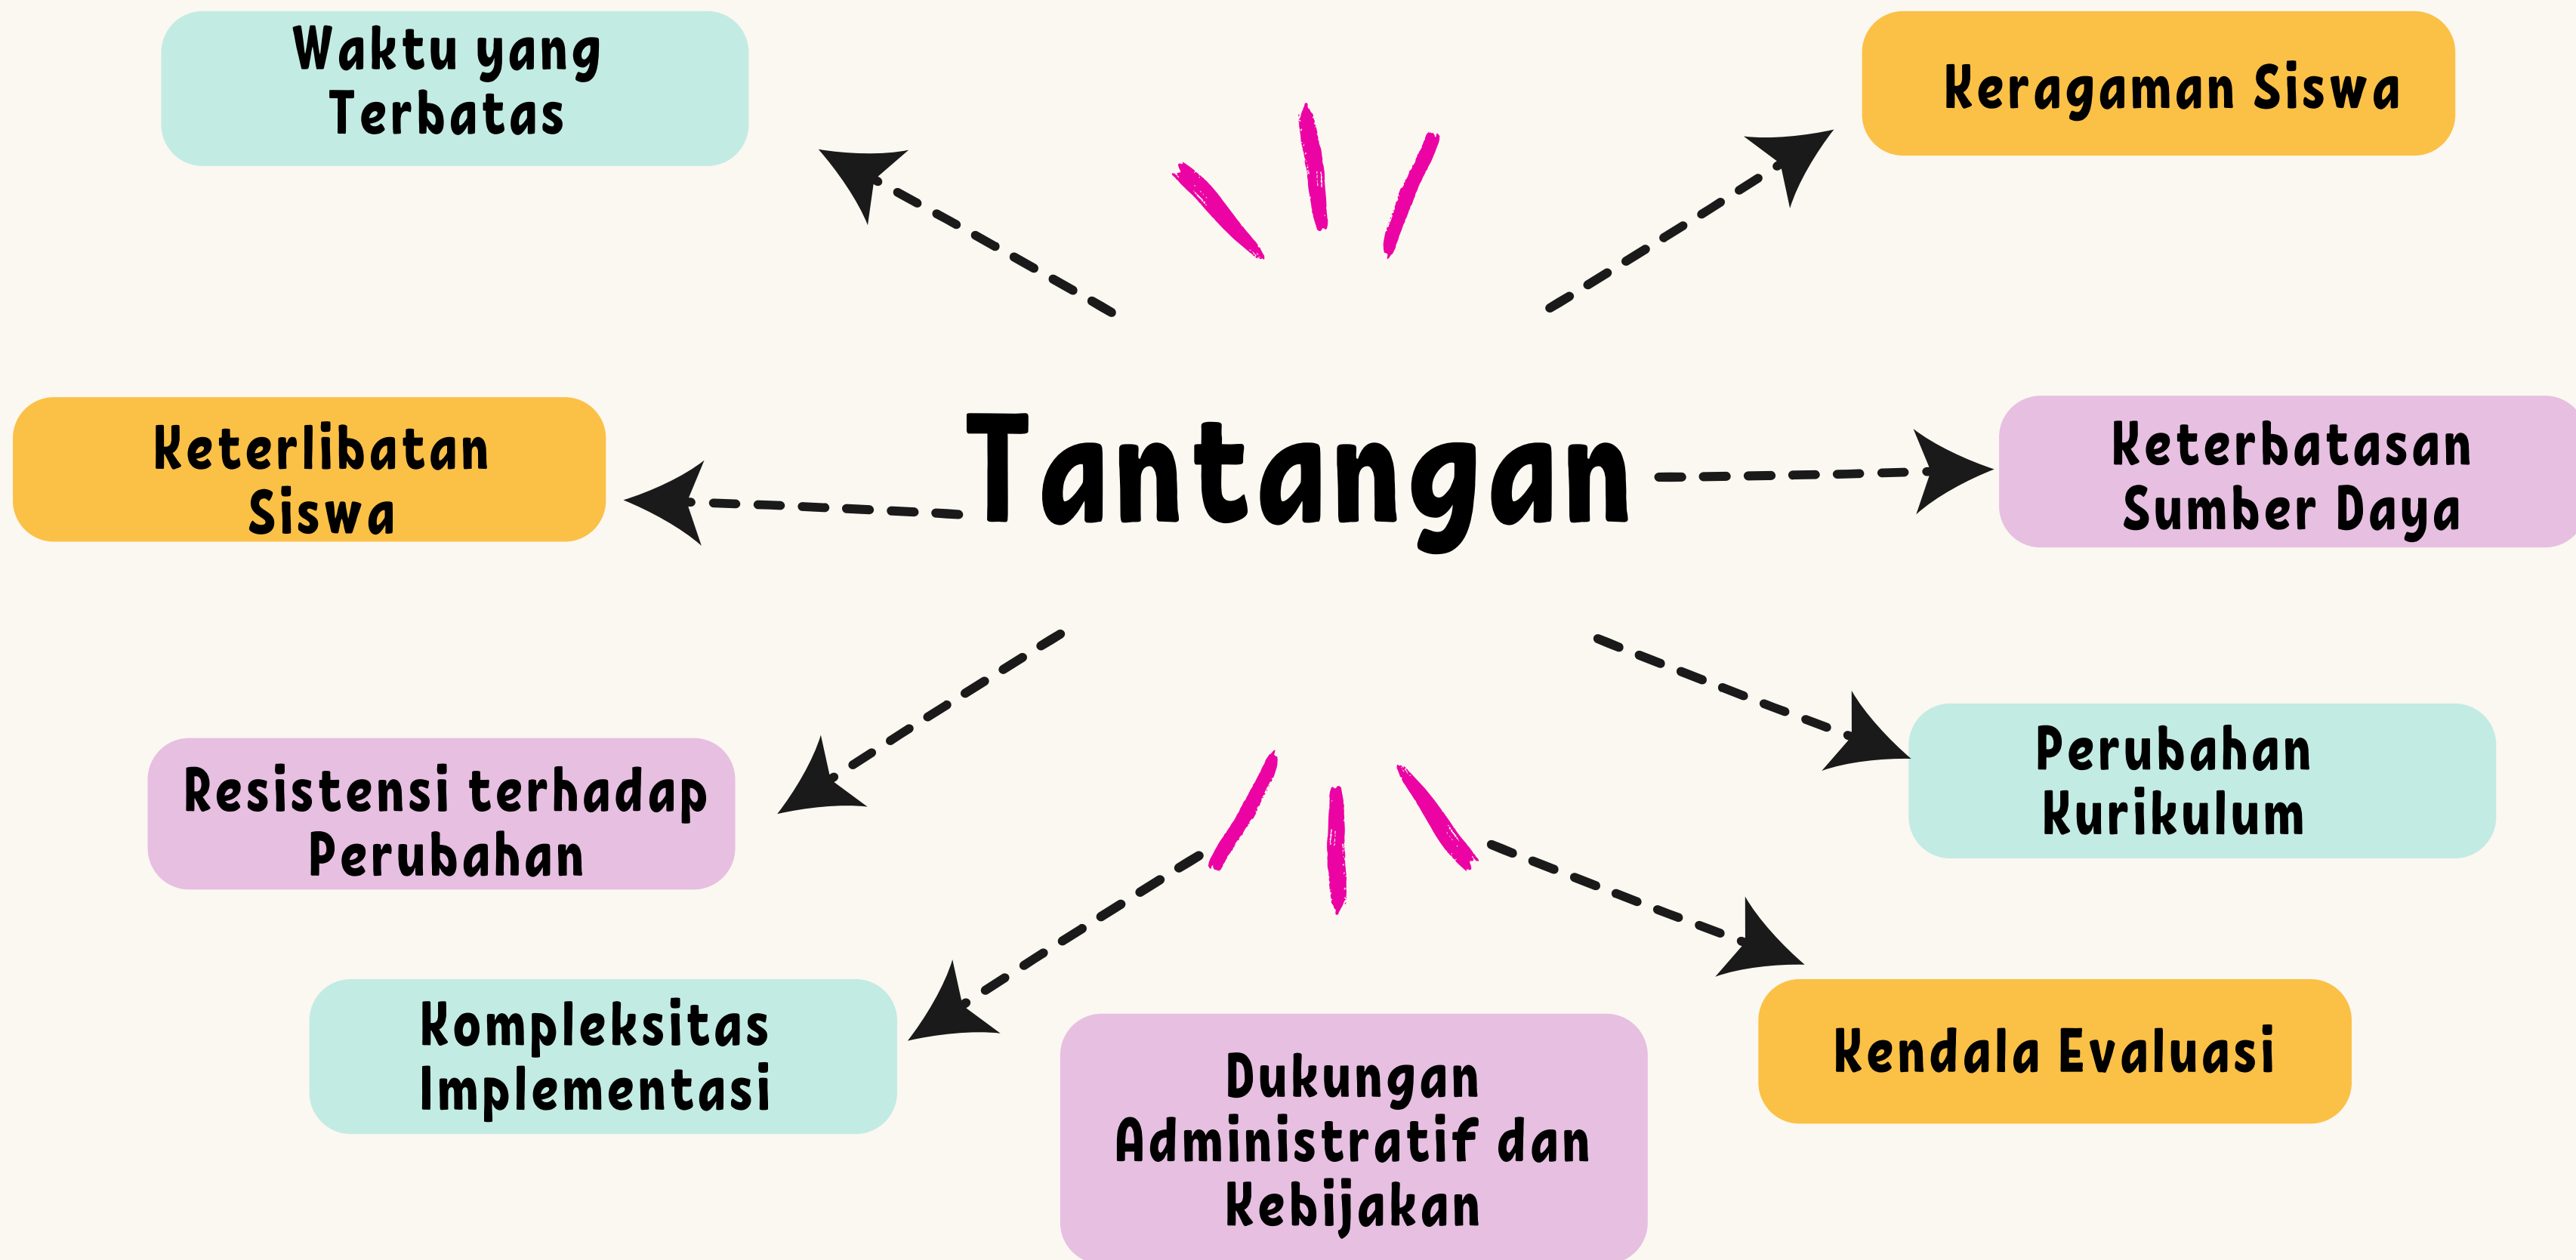 Waktu yang
Terbatas
Keragaman Siswa
Keterlibatan
Siswa
Tantangan
Keterbatasan
Sumber Daya
Resistensi terhadap
Perubahan
Perubahan
Kurikulum
Kompleksitas
Implementasi
Dukungan
Administratif dan
Kebijakan
Kendala Evaluasi